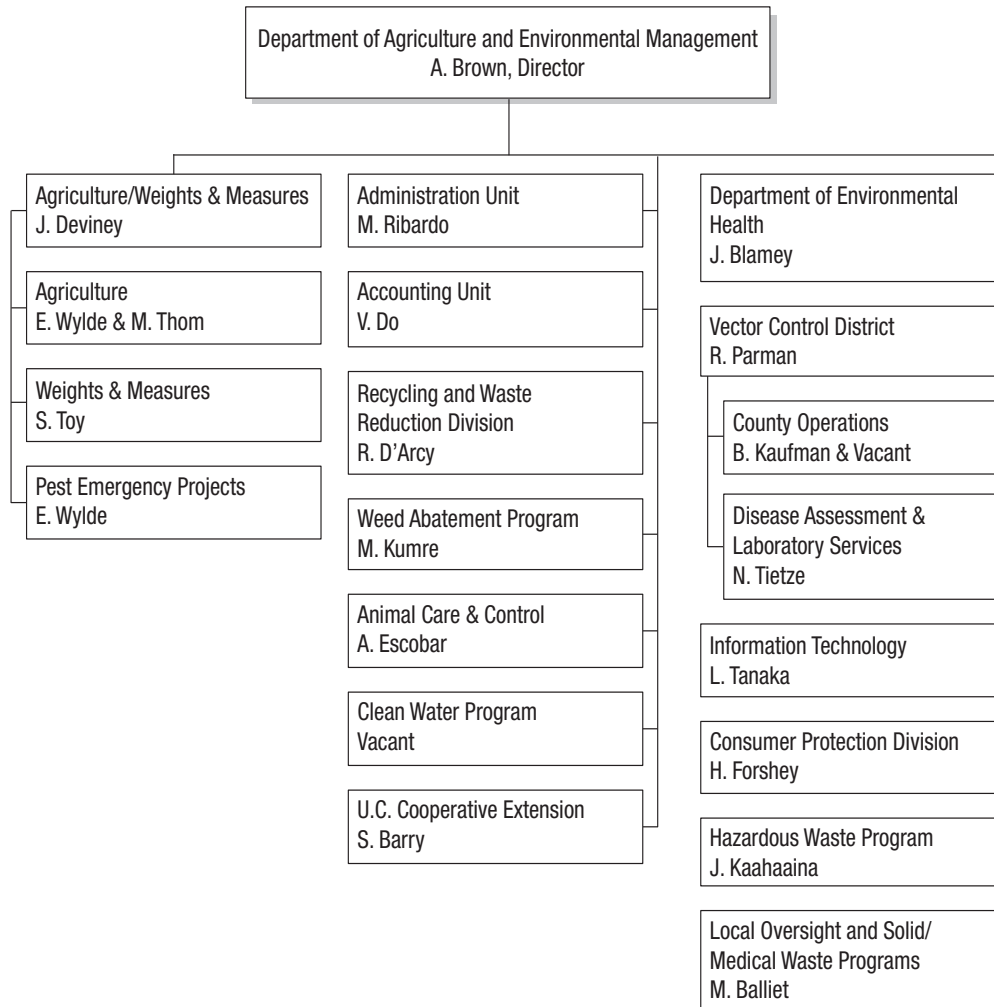 Department of Agriculture and Environmental Management
A. Brown, Director
Agriculture/Weights & Measures
J. Deviney
Agriculture
E. Wylde & M. Thom
Weights & Measures
S. Toy
Pest Emergency Projects
E. Wylde
Administration Unit
M. Ribardo
Accounting Unit
V. Do
Recycling and Waste
Reduction Division
R. D’Arcy
Weed Abatement Program
M. Kumre
Animal Care & Control
A. Escobar
Clean Water Program
Vacant
U.C. Cooperative Extension
S. Barry
Department of Environmental
Health
J. Blamey
Vector Control District
R. Parman
County Operations
B. Kaufman & Vacant
Disease Assessment &
Laboratory Services
N. Tietze
Information Technology
L. Tanaka
Consumer Protection Division
H. Forshey
Hazardous Waste Program
J. Kaahaaina
Local Oversight and Solid/
Medical Waste Programs
M. Balliet